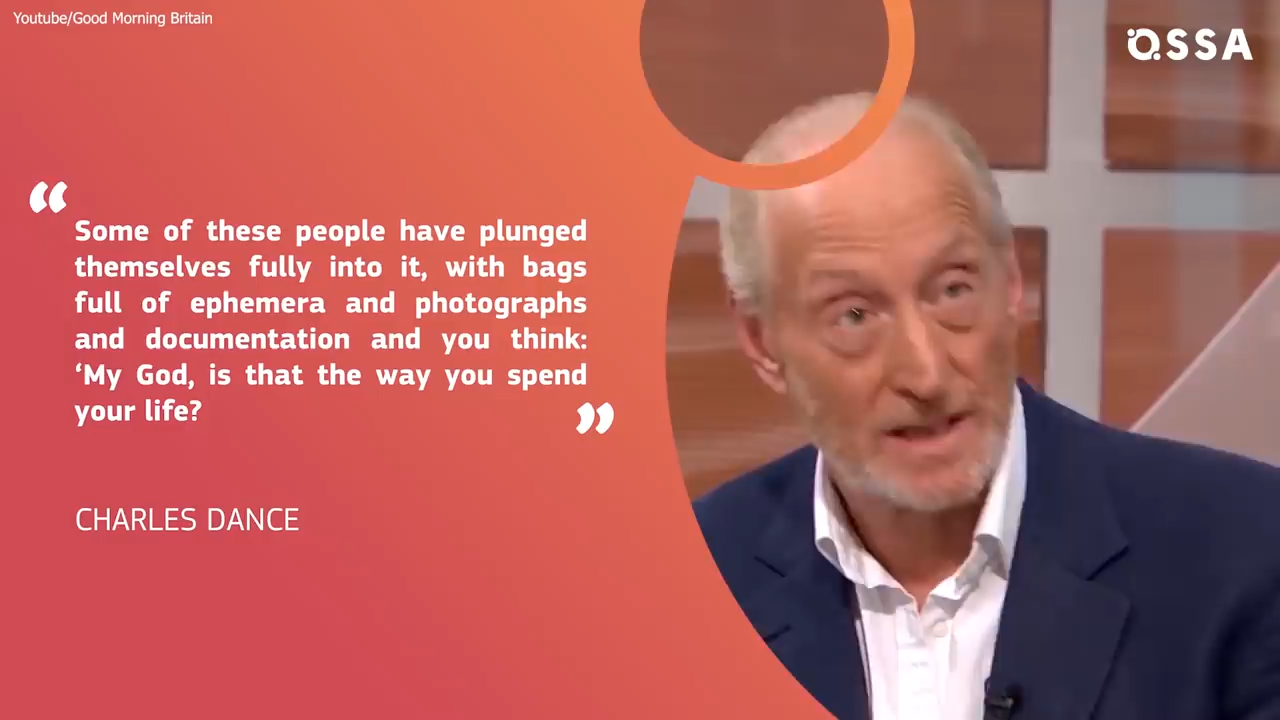 Youtube/Good Morning Britain
QSSA
“
Some of these people have plunged
themselves fully into it, with bags
full of ephemera and photographs
and documentation and you think:
‘My God, is that the way you spend
your life?
”
CHARLES DANCE